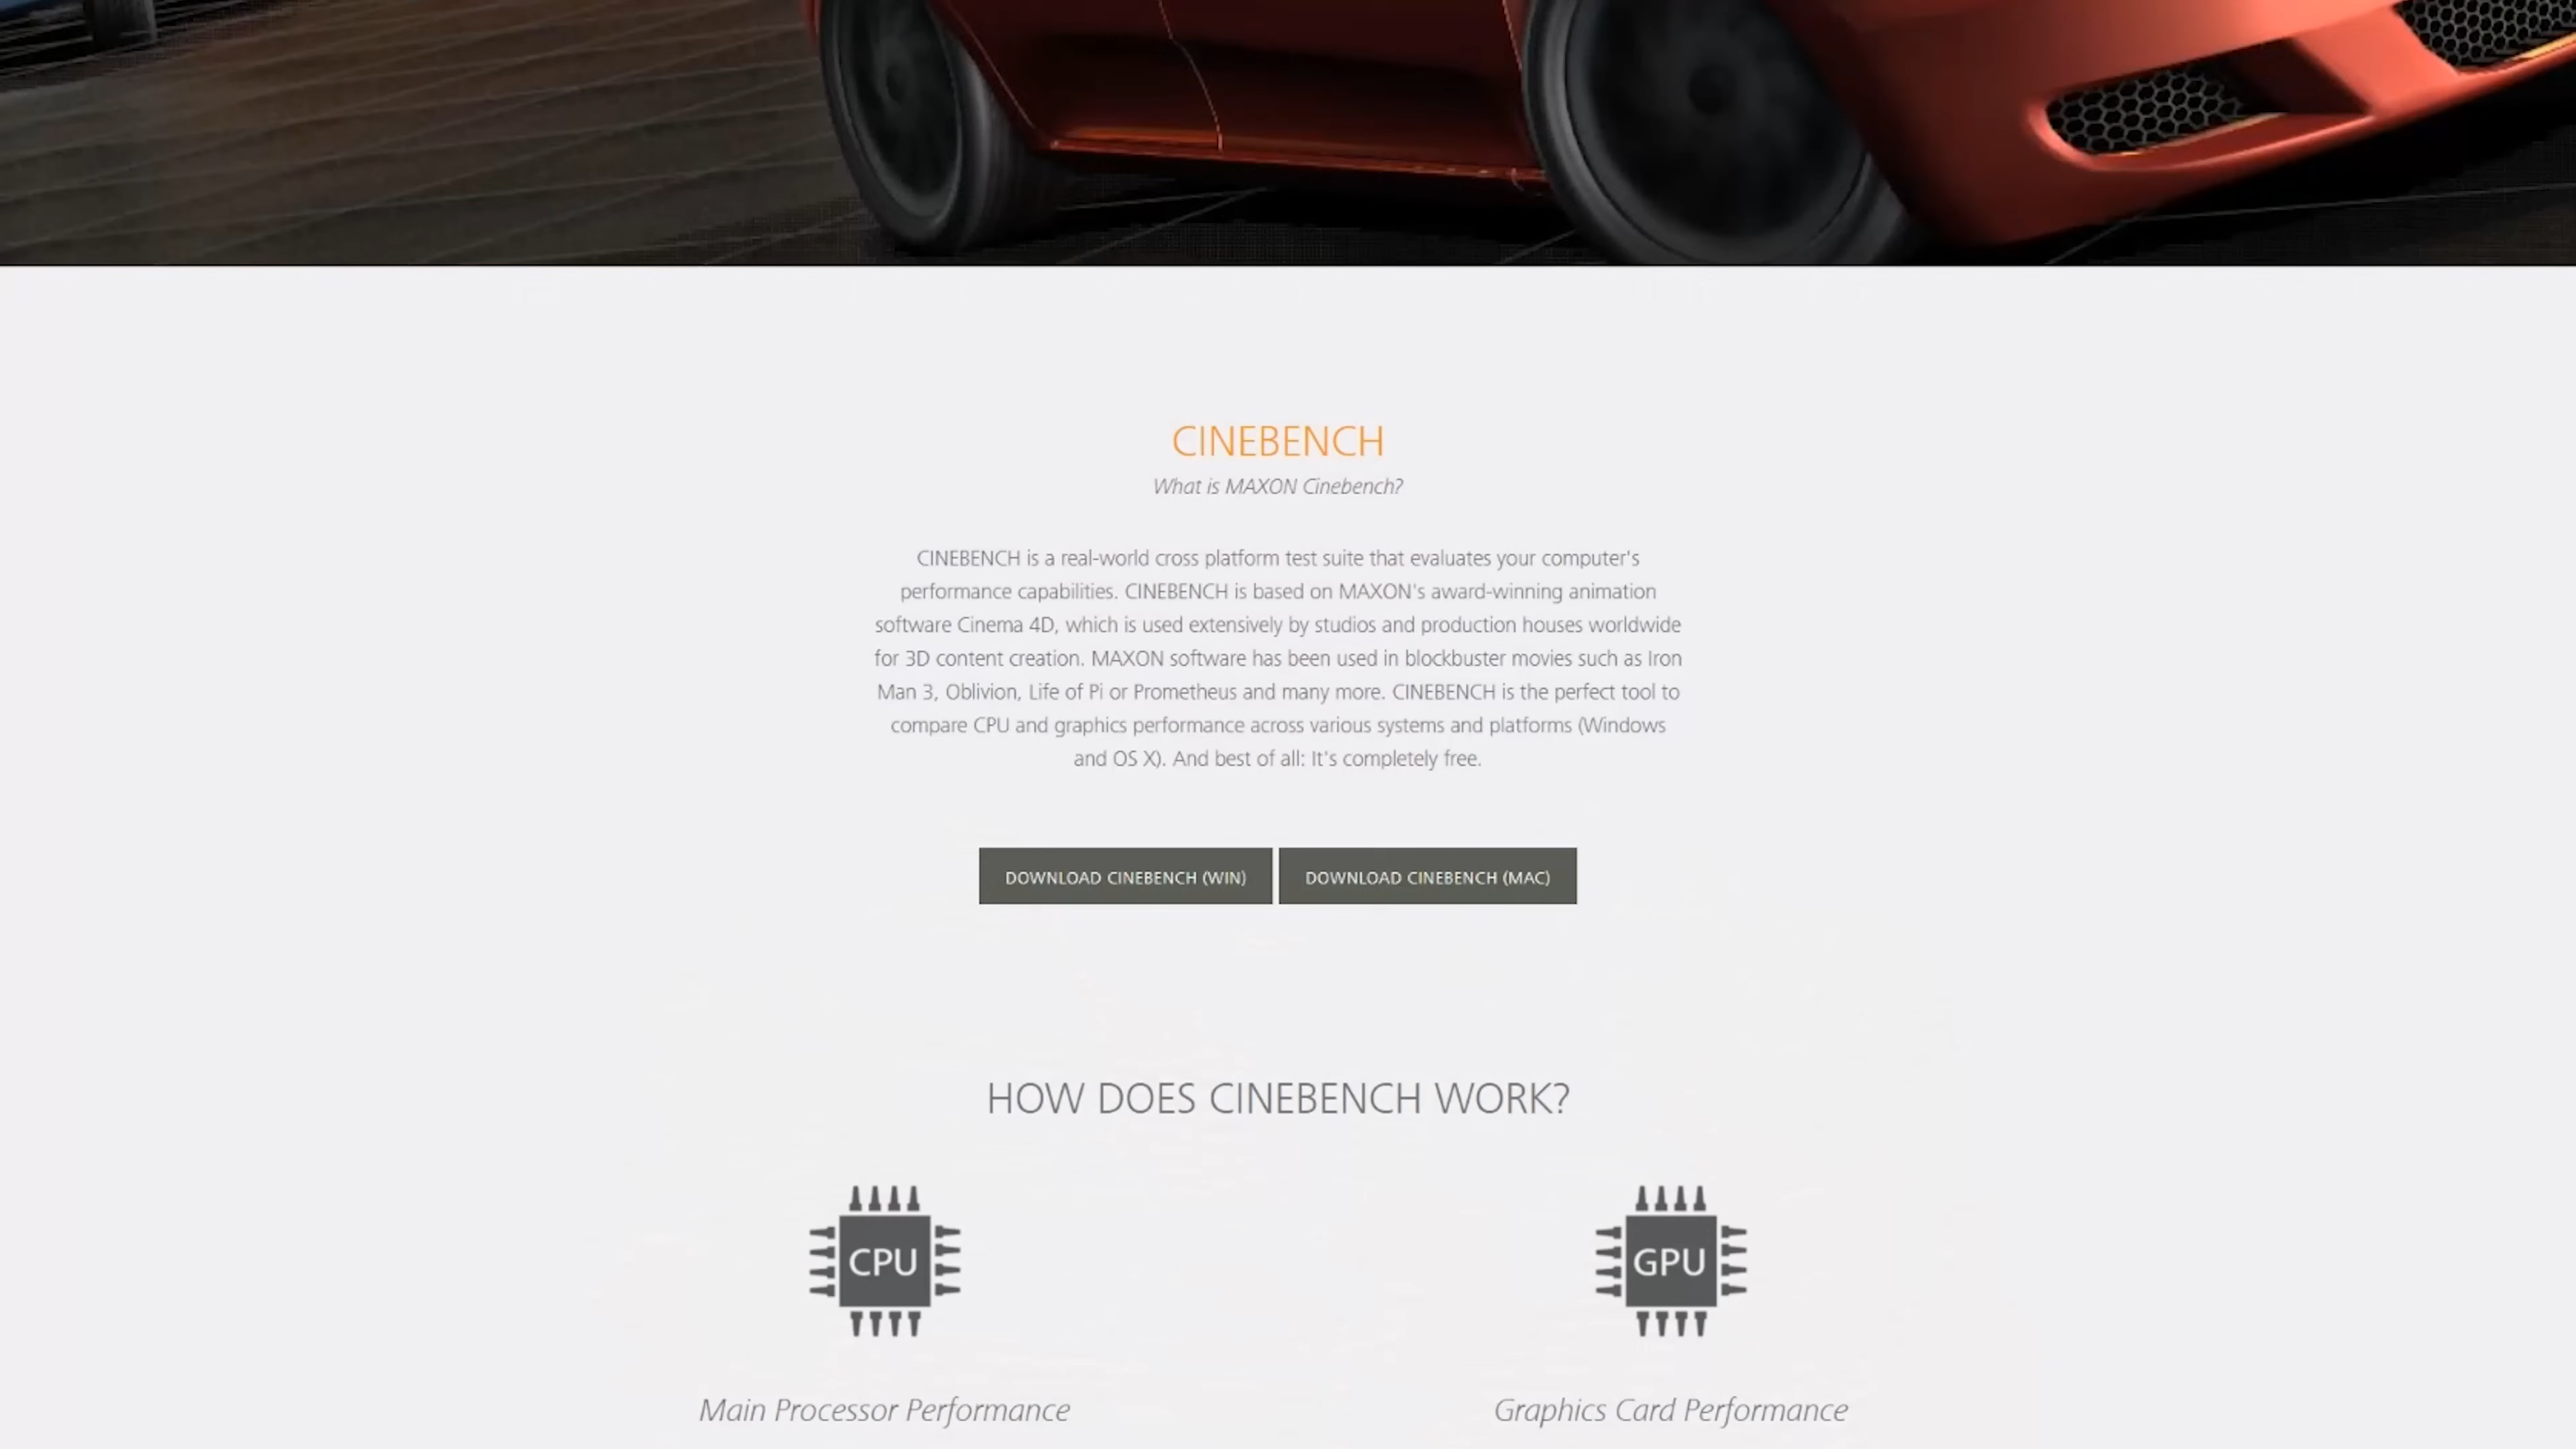 CINEBENCH
What is MAXON Cinebench?
CINEBENCH is a real-world cross platform test suite that evaluates your computer's
performance capabilities. CINEBENCH is based on MAXON's award-winning animation
software Cinema 4D, which is used extensively by studios and production houses worldwide
for 3D content creation. MAXON software has been used in blockbuster movies such as Iron
Man 3, Oblivion, Life of Pi or Prometheus and many more. CINEBENCH is the perfect tool to
compare CPU and graphics performance across various systems and platforms (Windows
and OS X). And best of all: It's completely free.
DOWNLOAD CINEBENCH (WIN) DOWNLOAD CINEBENCH (MAC)
HOW DOES CINEBENCH WORK?
CPU GPU
Main Processor Performance Graphics Card Performance